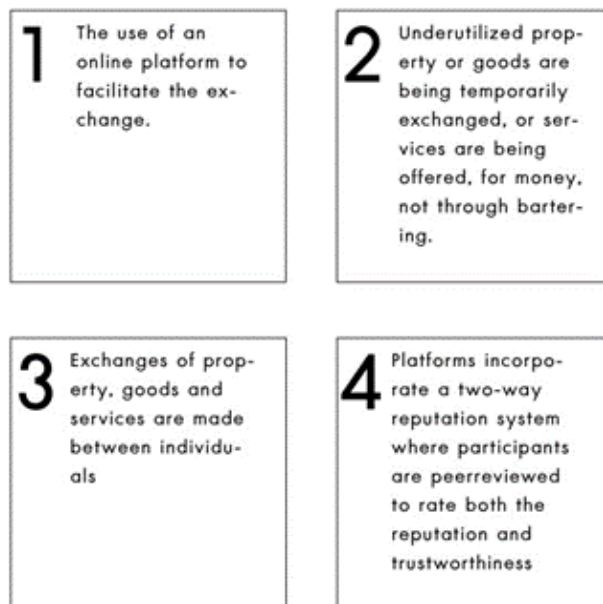 1
The use of an
online platform to
facilitate the ex-
change.
2
Underutilized prop-
erty or goods are
being temporarily
exchanged, or ser-
vices are being
offered, for money,
not through barter-
ing.
3
Exchanges of prop-
erty, goods and
services are made
between individu-
als
4
Platforms incorpo-
rate a two-way
reputation system
where participants
are peerreviewed
to rate both the
reputation and
trustworthiness